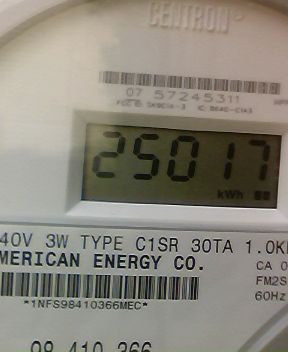 CENTRON
07 57245311
25017
kWh
40V 3W TYPE C1SR 30TA 1.0K
MERICAN ENERGY CO.
CA 0
FM2S
60Hz
*1NFS98410366MEC*
98 410 366